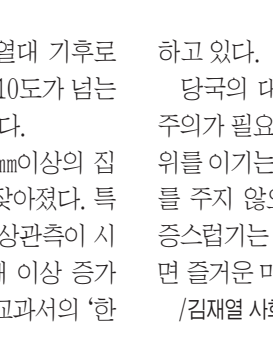 열대 기후로
10도가 넘는
다.
mm이상의 집
잦아졌다. 특
상관측이 시
이상 증가
교과서의 ‘한
하고 있다.
당국의 대
주의가 필요
위를 이기는
를 주지 않으
증스럽기는
면 즐거운 마
/김재열 사회